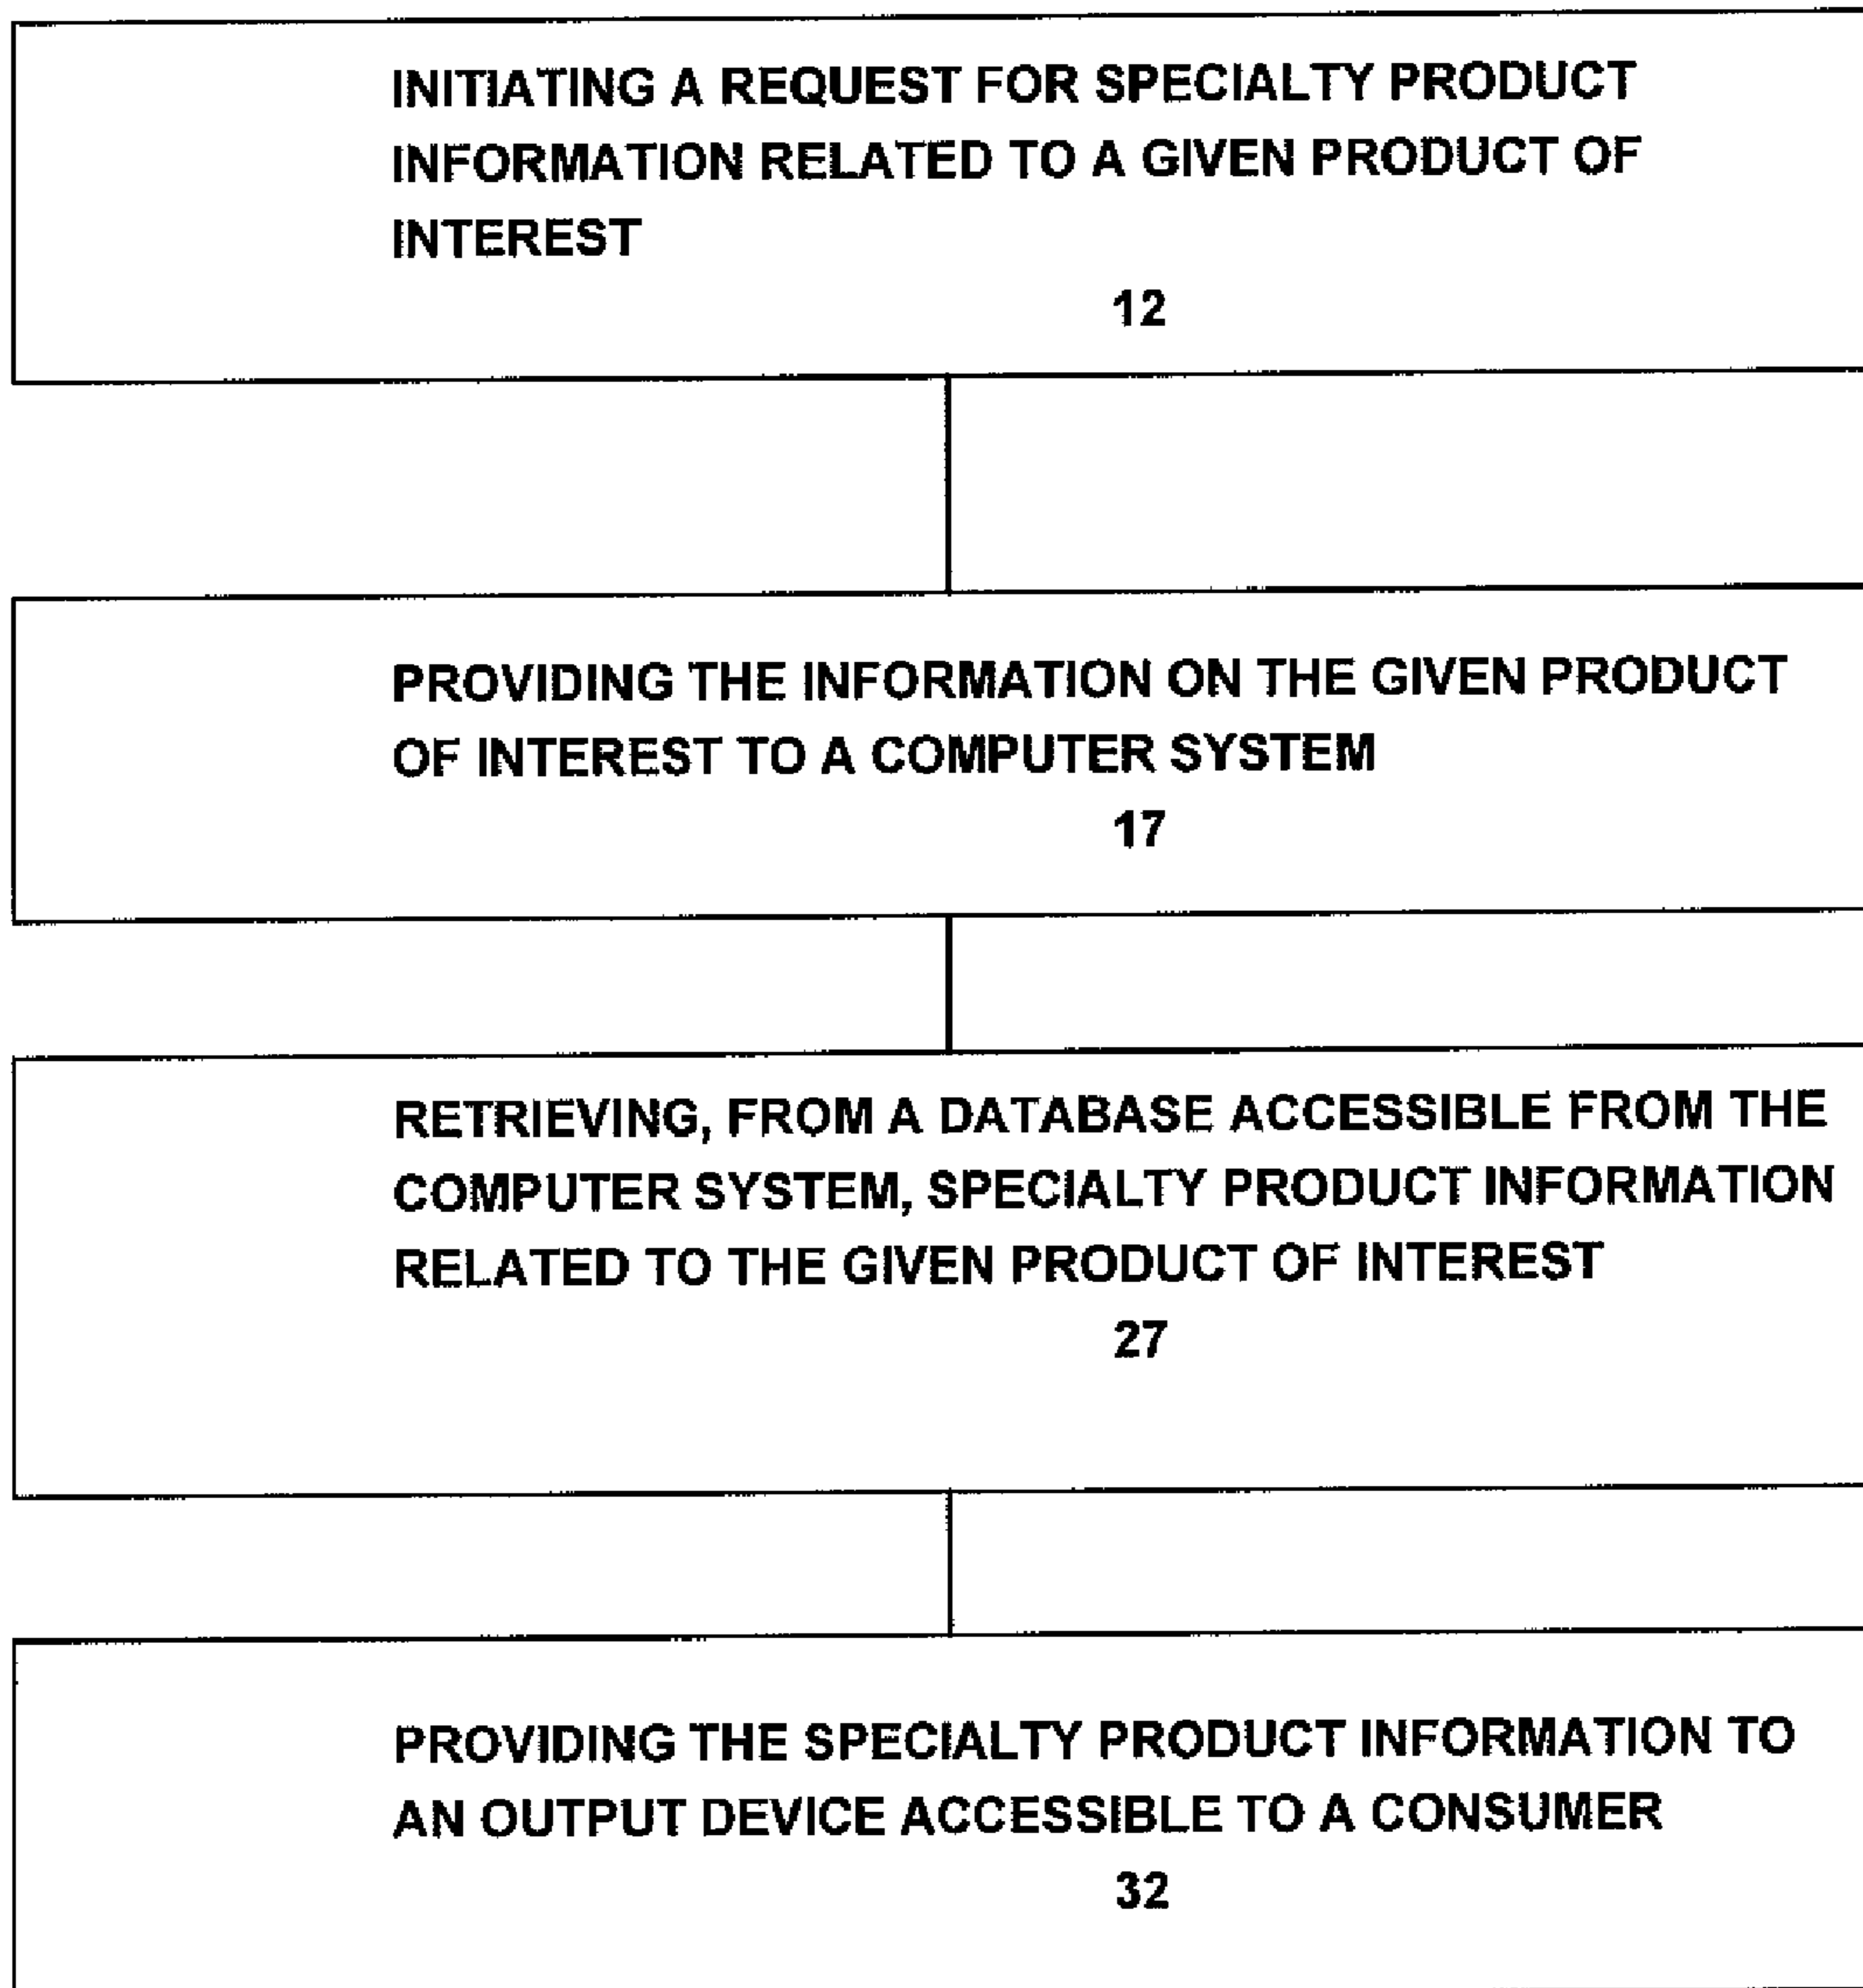 INITIATING A REQUEST FOR SPECIALTY PRODUCT
INFORMATION RELATED TO A GIVEN PRODUCT OF
INTEREST
12
PROVIDING THE INFORMATION ON THE GIVEN PRODUCT
OF INTEREST TO A COMPUTER SYSTEM
17
RETRIEVING, FROM A DATABASE ACCESSIBLE FROM THE
COMPUTER SYSTEM, SPECIALTY PRODUCT INFORMATION
RELATED TO THE GIVEN PRODUCT OF INTEREST
27
PROVIDING THE SPECIALTY PRODUCT INFORMATION TO
AN OUTPUT DEVICE ACCESSIBLE TO A CONSUMER
32